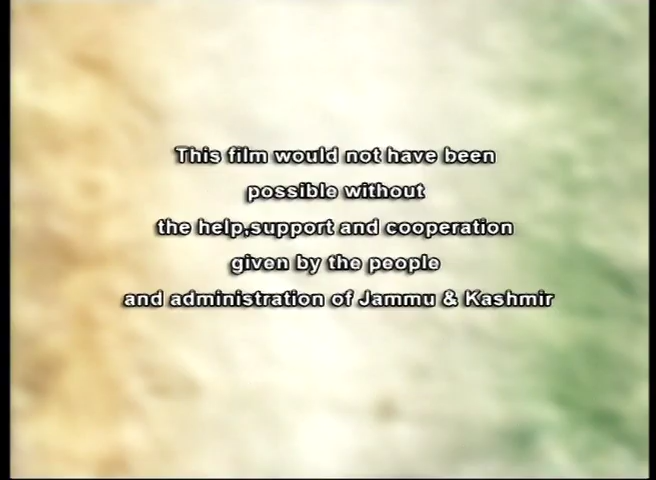 This film would not have been
possible without
the help,support and cooperation
given by the people
and administration of Jammu & Kashmir